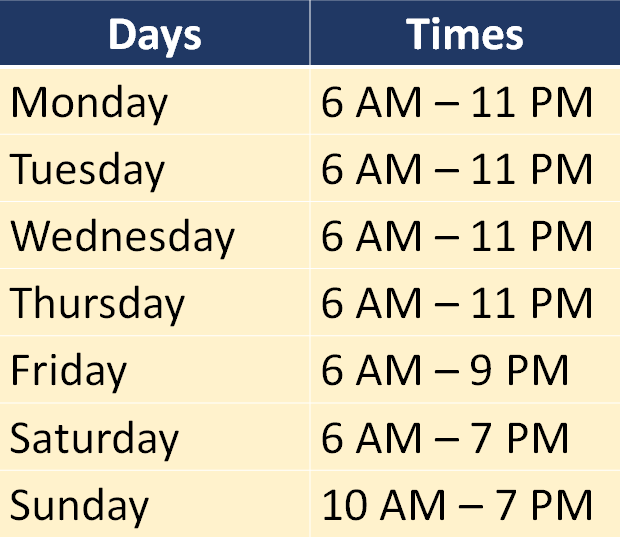 Days Times
Monday 6 AM – 11 PM
Tuesday 6 AM – 11 PM
Wednesday 6 AM – 11 PM
Thursday 6 AM – 11 PM
Friday 6 AM – 9 PM
Saturday 6 AM – 7 PM
Sunday 10 AM – 7 PM